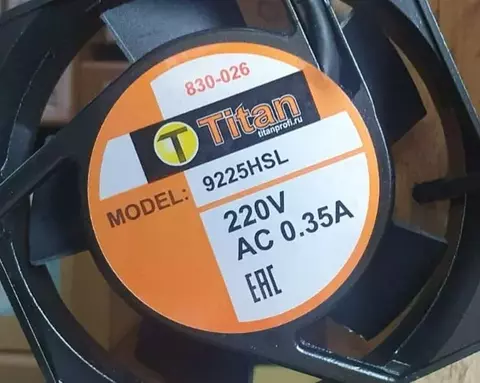 830-026
T Titan
titanprofi.ru
MODEL: 9225HSL
220V
AC 0.35A
EAC